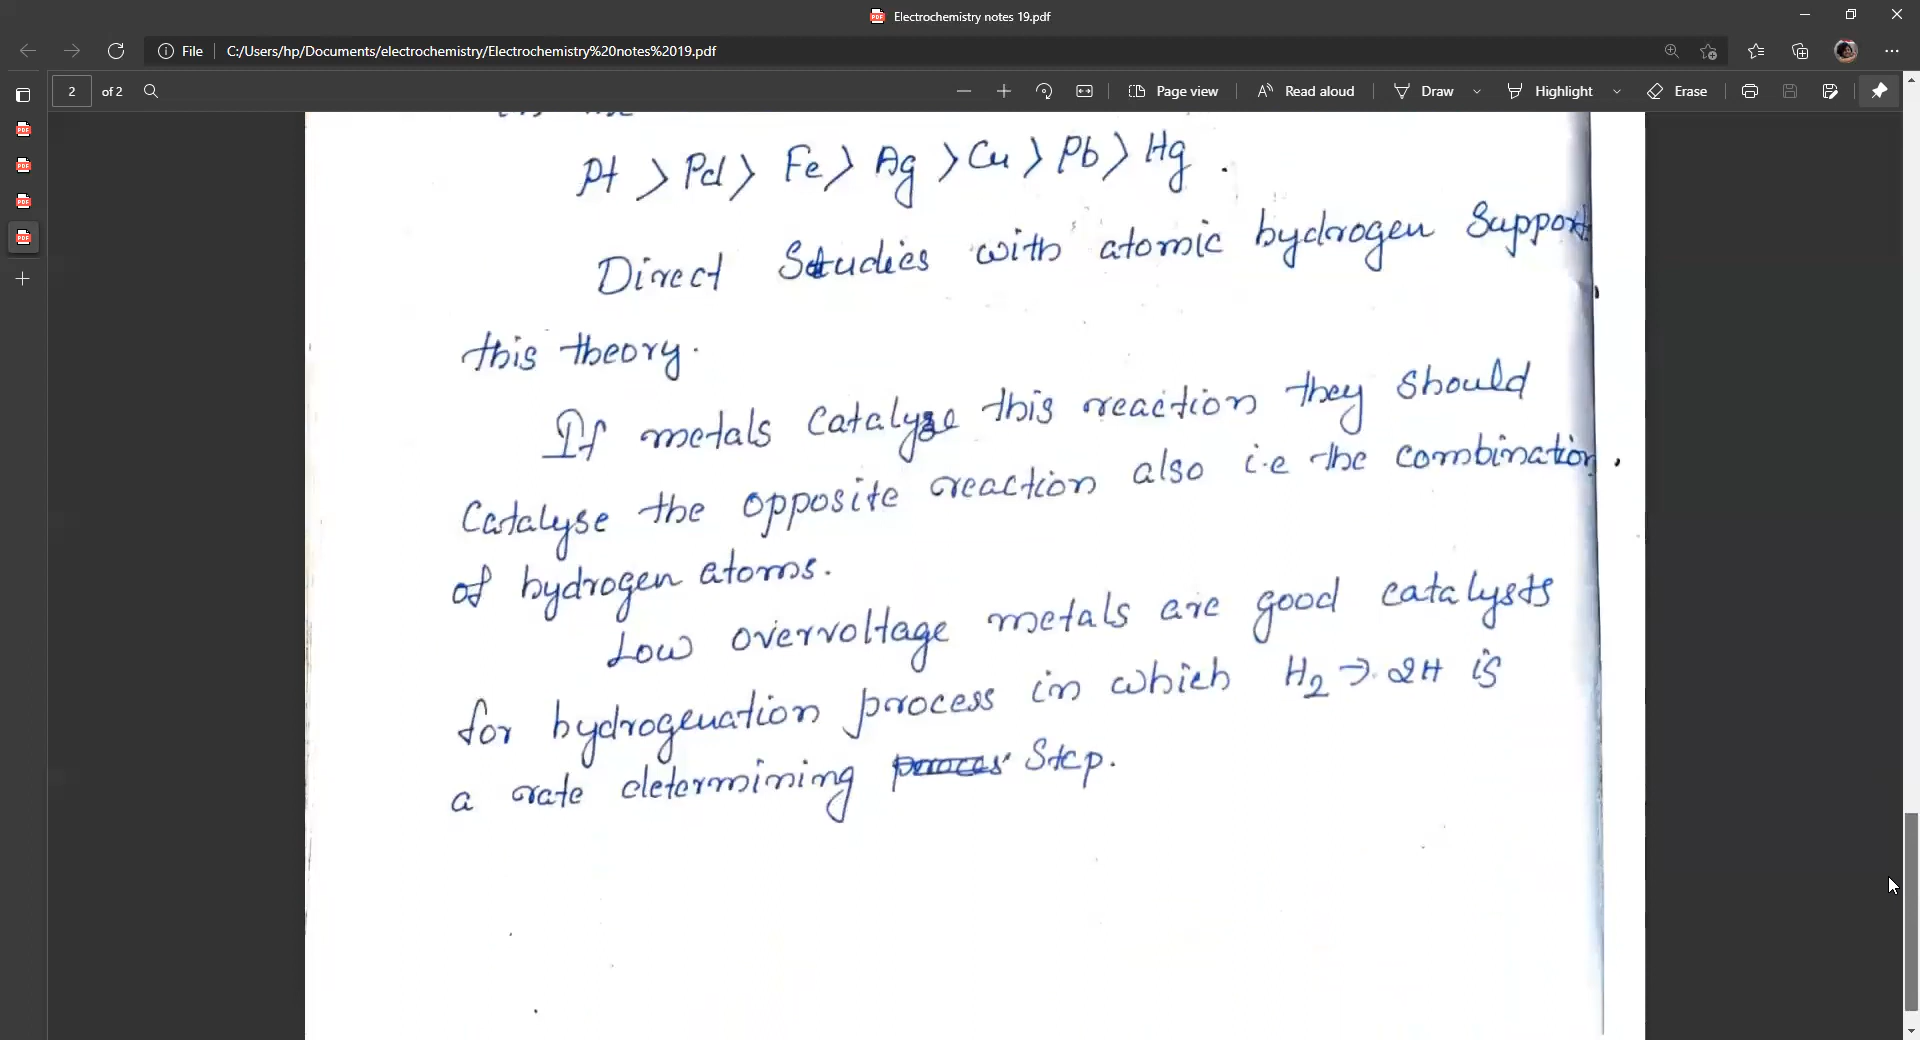 Electrochemistry notes 19.pdf
File C:/Users/hp/Documents/electrochemistry/Electrochemistry%20notes%2019.pdf
2 of 2 Page view Read aloud Draw Highlight Erase
Pt > Pd > Fe > Ag > Cu > Pb > Hg .
Direct Studies with atomic hydrogen Support
this theory.
If metals Catalyse this reaction they should
Catalyse the opposite reaction also i.e the combination .
of hydrogen atoms.
Low overvoltage metals are good catalysts
for hydrogenation process in which H₂ → 2H is
a rate determining Step.